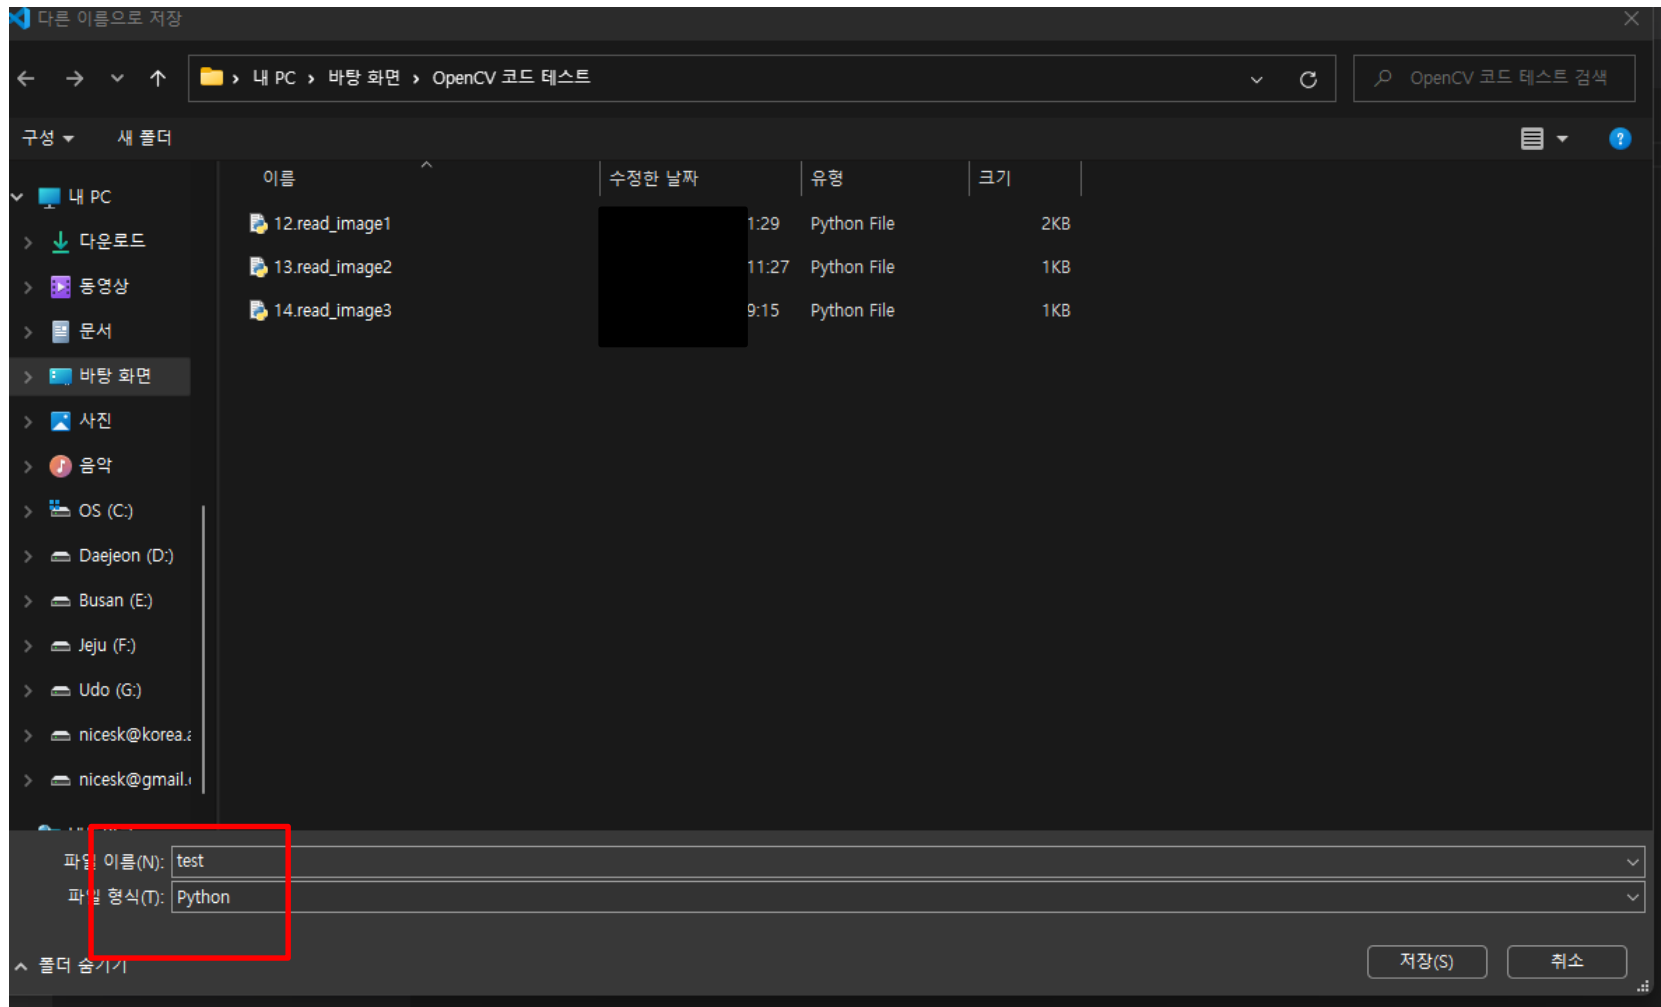 다른 이름으로 저장
내 PC > 바탕 화면 > OpenCV 코드 테스트
OpenCV 코드 테스트 검색
구성 새 폴더
이름 수정한 날짜 유형 크기
12.read_image1 1:29 Python File 2KB
13.read_image2 11:27 Python File 1KB
14.read_image3 9:15 Python File 1KB
내 PC
다운로드
동영상
문서
바탕 화면
사진
음악
OS (C:)
Daejeon (D:)
Busan (E:)
Jeju (F:)
Udo (G:)
nicesk@korea.a
nicesk@gmail.
파일 이름(N): test
파일 형식(T): Python
폴더 숨기기
저장(S) 취소